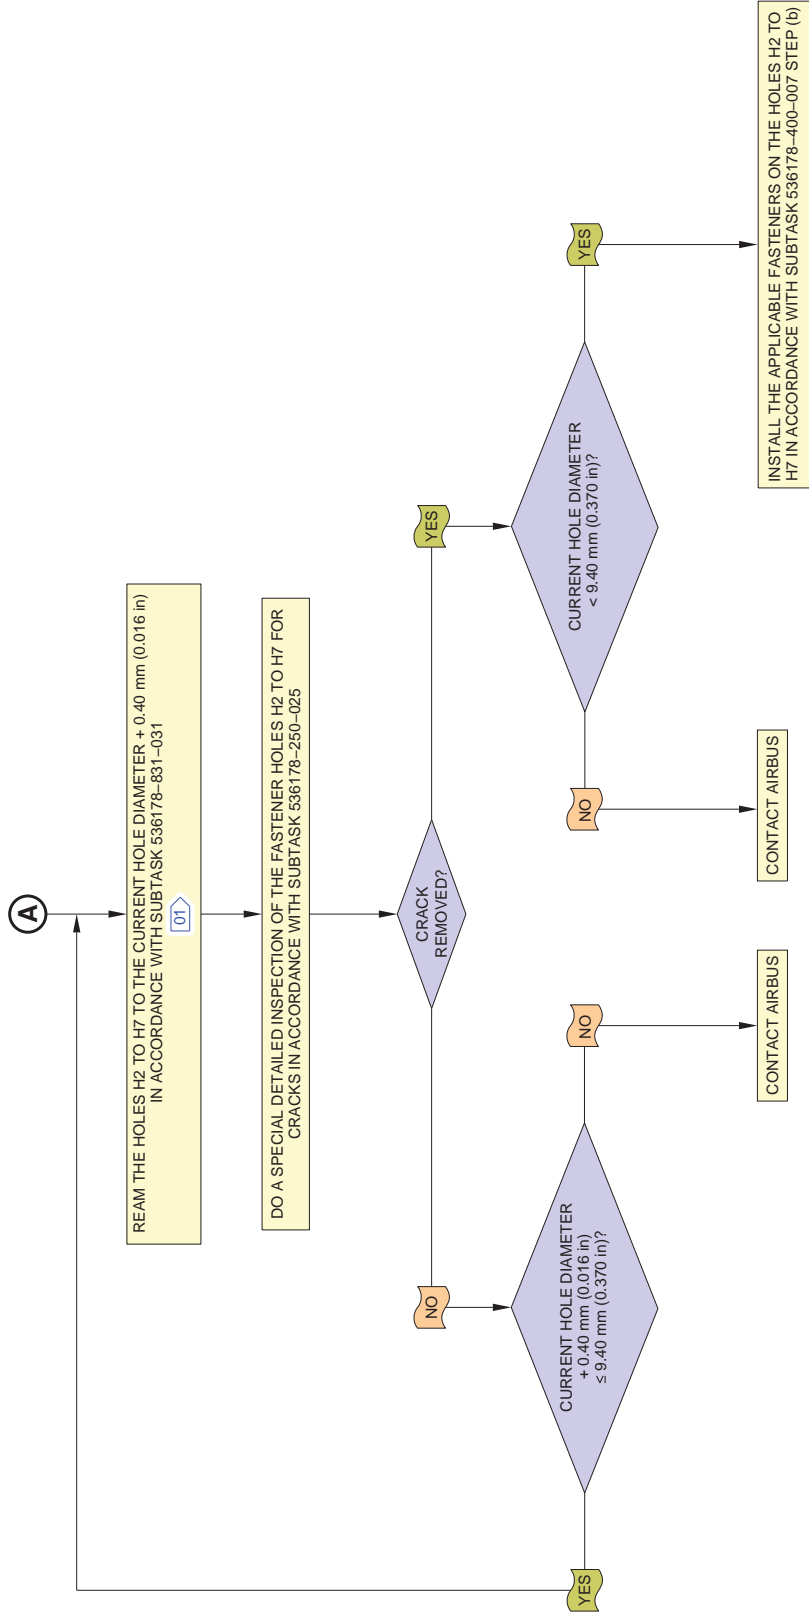 A
REAM THE HOLES H2 TO H7 TO THE CURRENT HOLE DIAMETER + 0.40 mm (0.016 in)
IN ACCORDANCE WITH SUBTASK 536178–831–031
01
DO A SPECIAL DETAILED INSPECTION OF THE FASTENER HOLES H2 TO H7 FOR
CRACKS IN ACCORDANCE WITH SUBTASK 536178–250–025
CRACK
REMOVED?
NO
YES
CURRENT HOLE DIAMETER
+ 0.40 mm (0.016 in)
≤ 9.40 mm (0.370 in)?
CURRENT HOLE DIAMETER
< 9.40 mm (0.370 in)?
YES
NO
NO
YES
CONTACT AIRBUS
CONTACT AIRBUS
INSTALL THE APPLICABLE FASTENERS ON THE HOLES H2 TO
H7 IN ACCORDANCE WITH SUBTASK 536178–400–007 STEP (b)